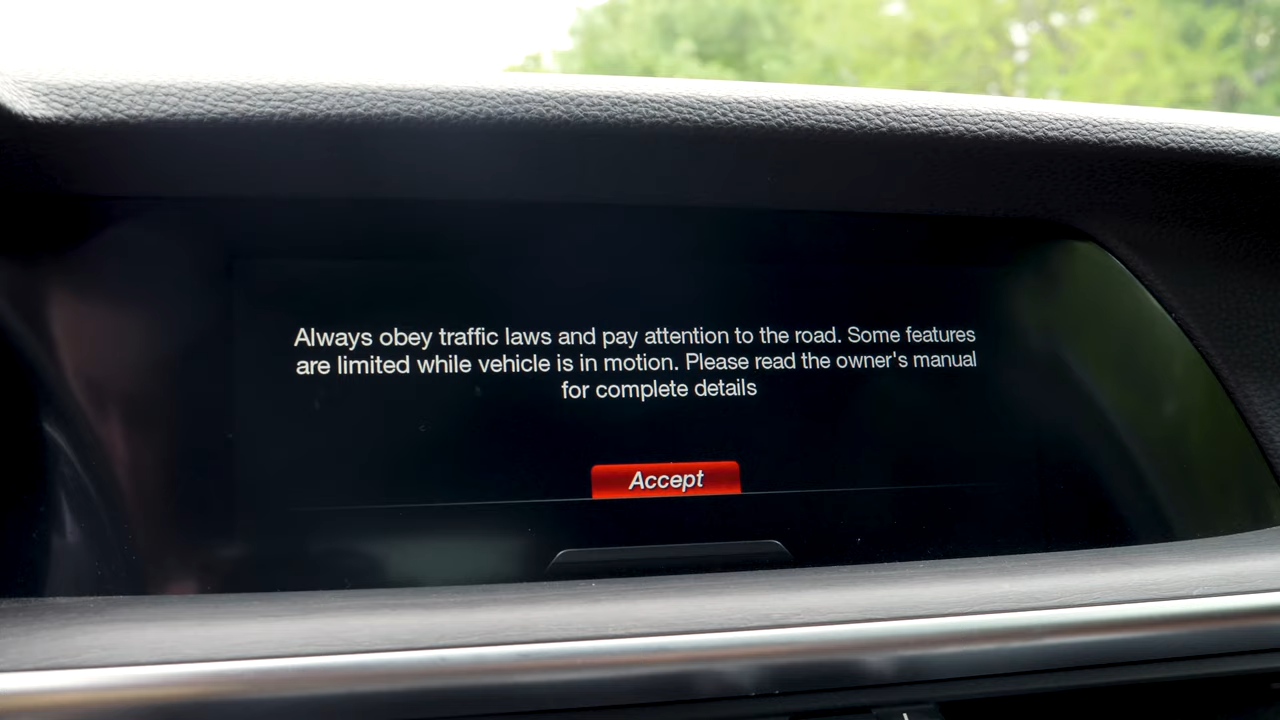 Always obey traffic laws and pay attention to the road. Some features
are limited while vehicle is in motion. Please read the owner's manual
for complete details
Accept